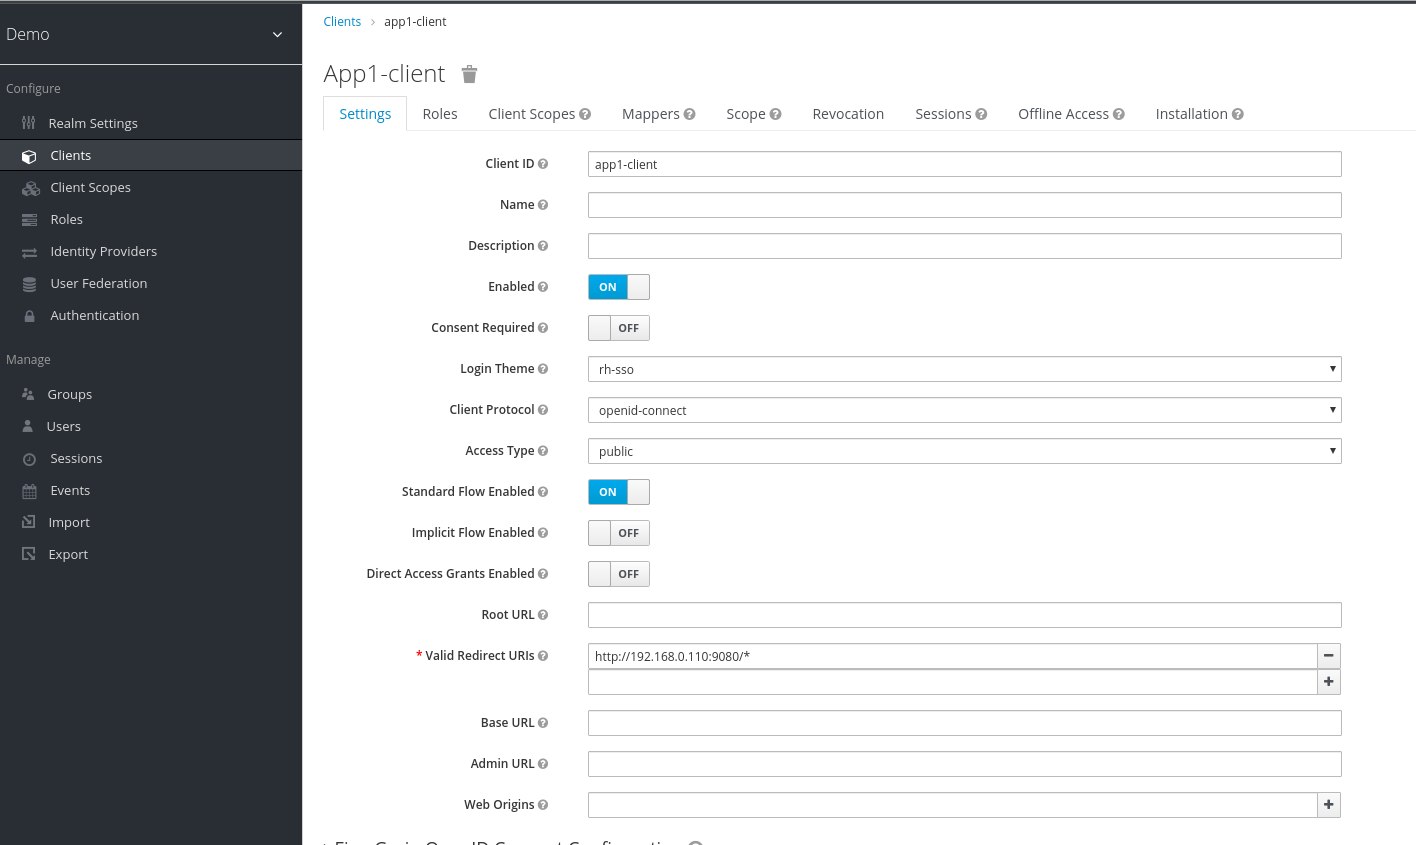 Demo
Configure
Realm Settings
Clients
Client Scopes
Roles
Identity Providers
User Federation
Authentication
Manage
Groups
Users
Sessions
Events
Import
Export
Clients > app1-client
App1-client
Settings Roles Client Scopes Mappers Scope Revocation Sessions Offline Access Installation
Client ID app1-client
Name
Description
Enabled ON
Consent Required OFF
Login Theme rh-sso
Client Protocol openid-connect
Access Type public
Standard Flow Enabled ON
Implicit Flow Enabled OFF
Direct Access Grants Enabled OFF
Root URL
* Valid Redirect URIs http://192.168.0.110:9080/*
Base URL
Admin URL
Web Origins